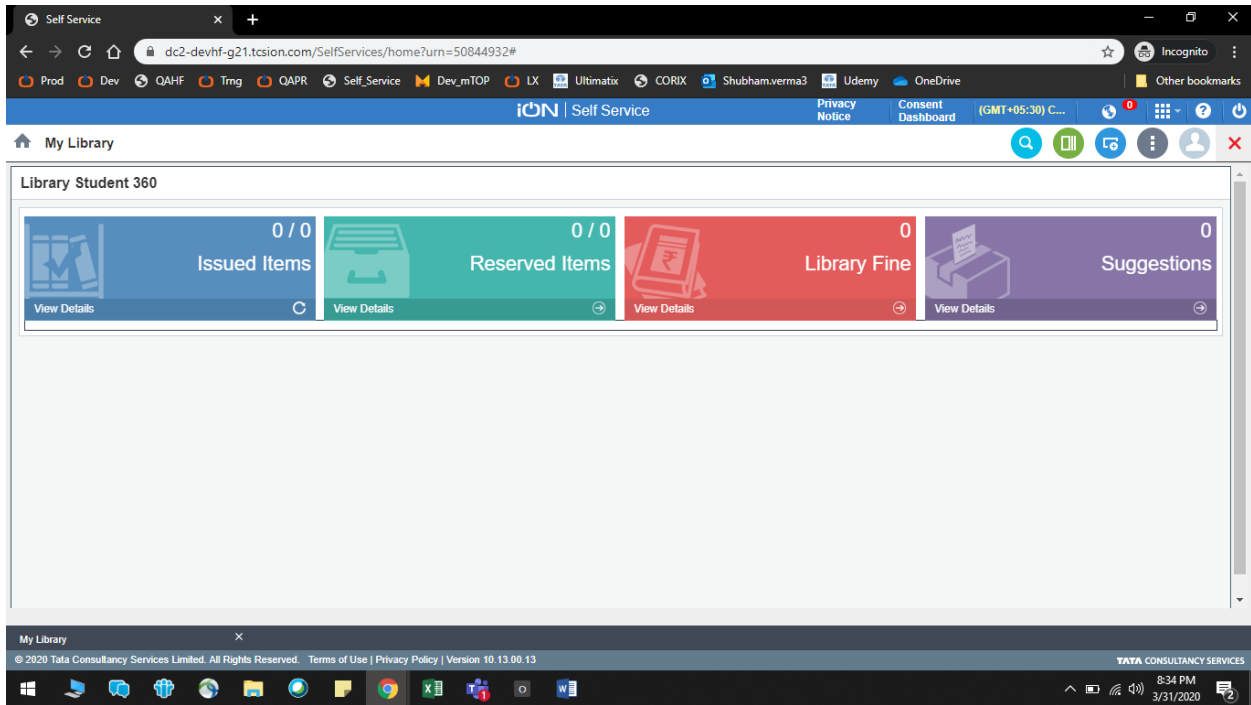 Self Service
dc2-devhf-g21.tcsion.com/SelfServices/home?urn=50844932#
Incognito
Prod Dev QAHF Trng QAPR Self_Service Dev_mTOP LX Ultimatix CORIX Shubham.verma3 Udemy OneDrive Other bookmarks
iON | Self Service
Privacy Notice
Consent Dashboard
(GMT+05:30) C...
0
My Library
Library Student 360
0 / 0
Issued Items
View Details
0 / 0
Reserved Items
View Details
0
Library Fine
View Details
0
Suggestions
View Details
My Library
© 2020 Tata Consultancy Services Limited. All Rights Reserved. Terms of Use | Privacy Policy | Version 10.13.00.13
TATA CONSULTANCY SERVICES
8:34 PM
3/31/2020